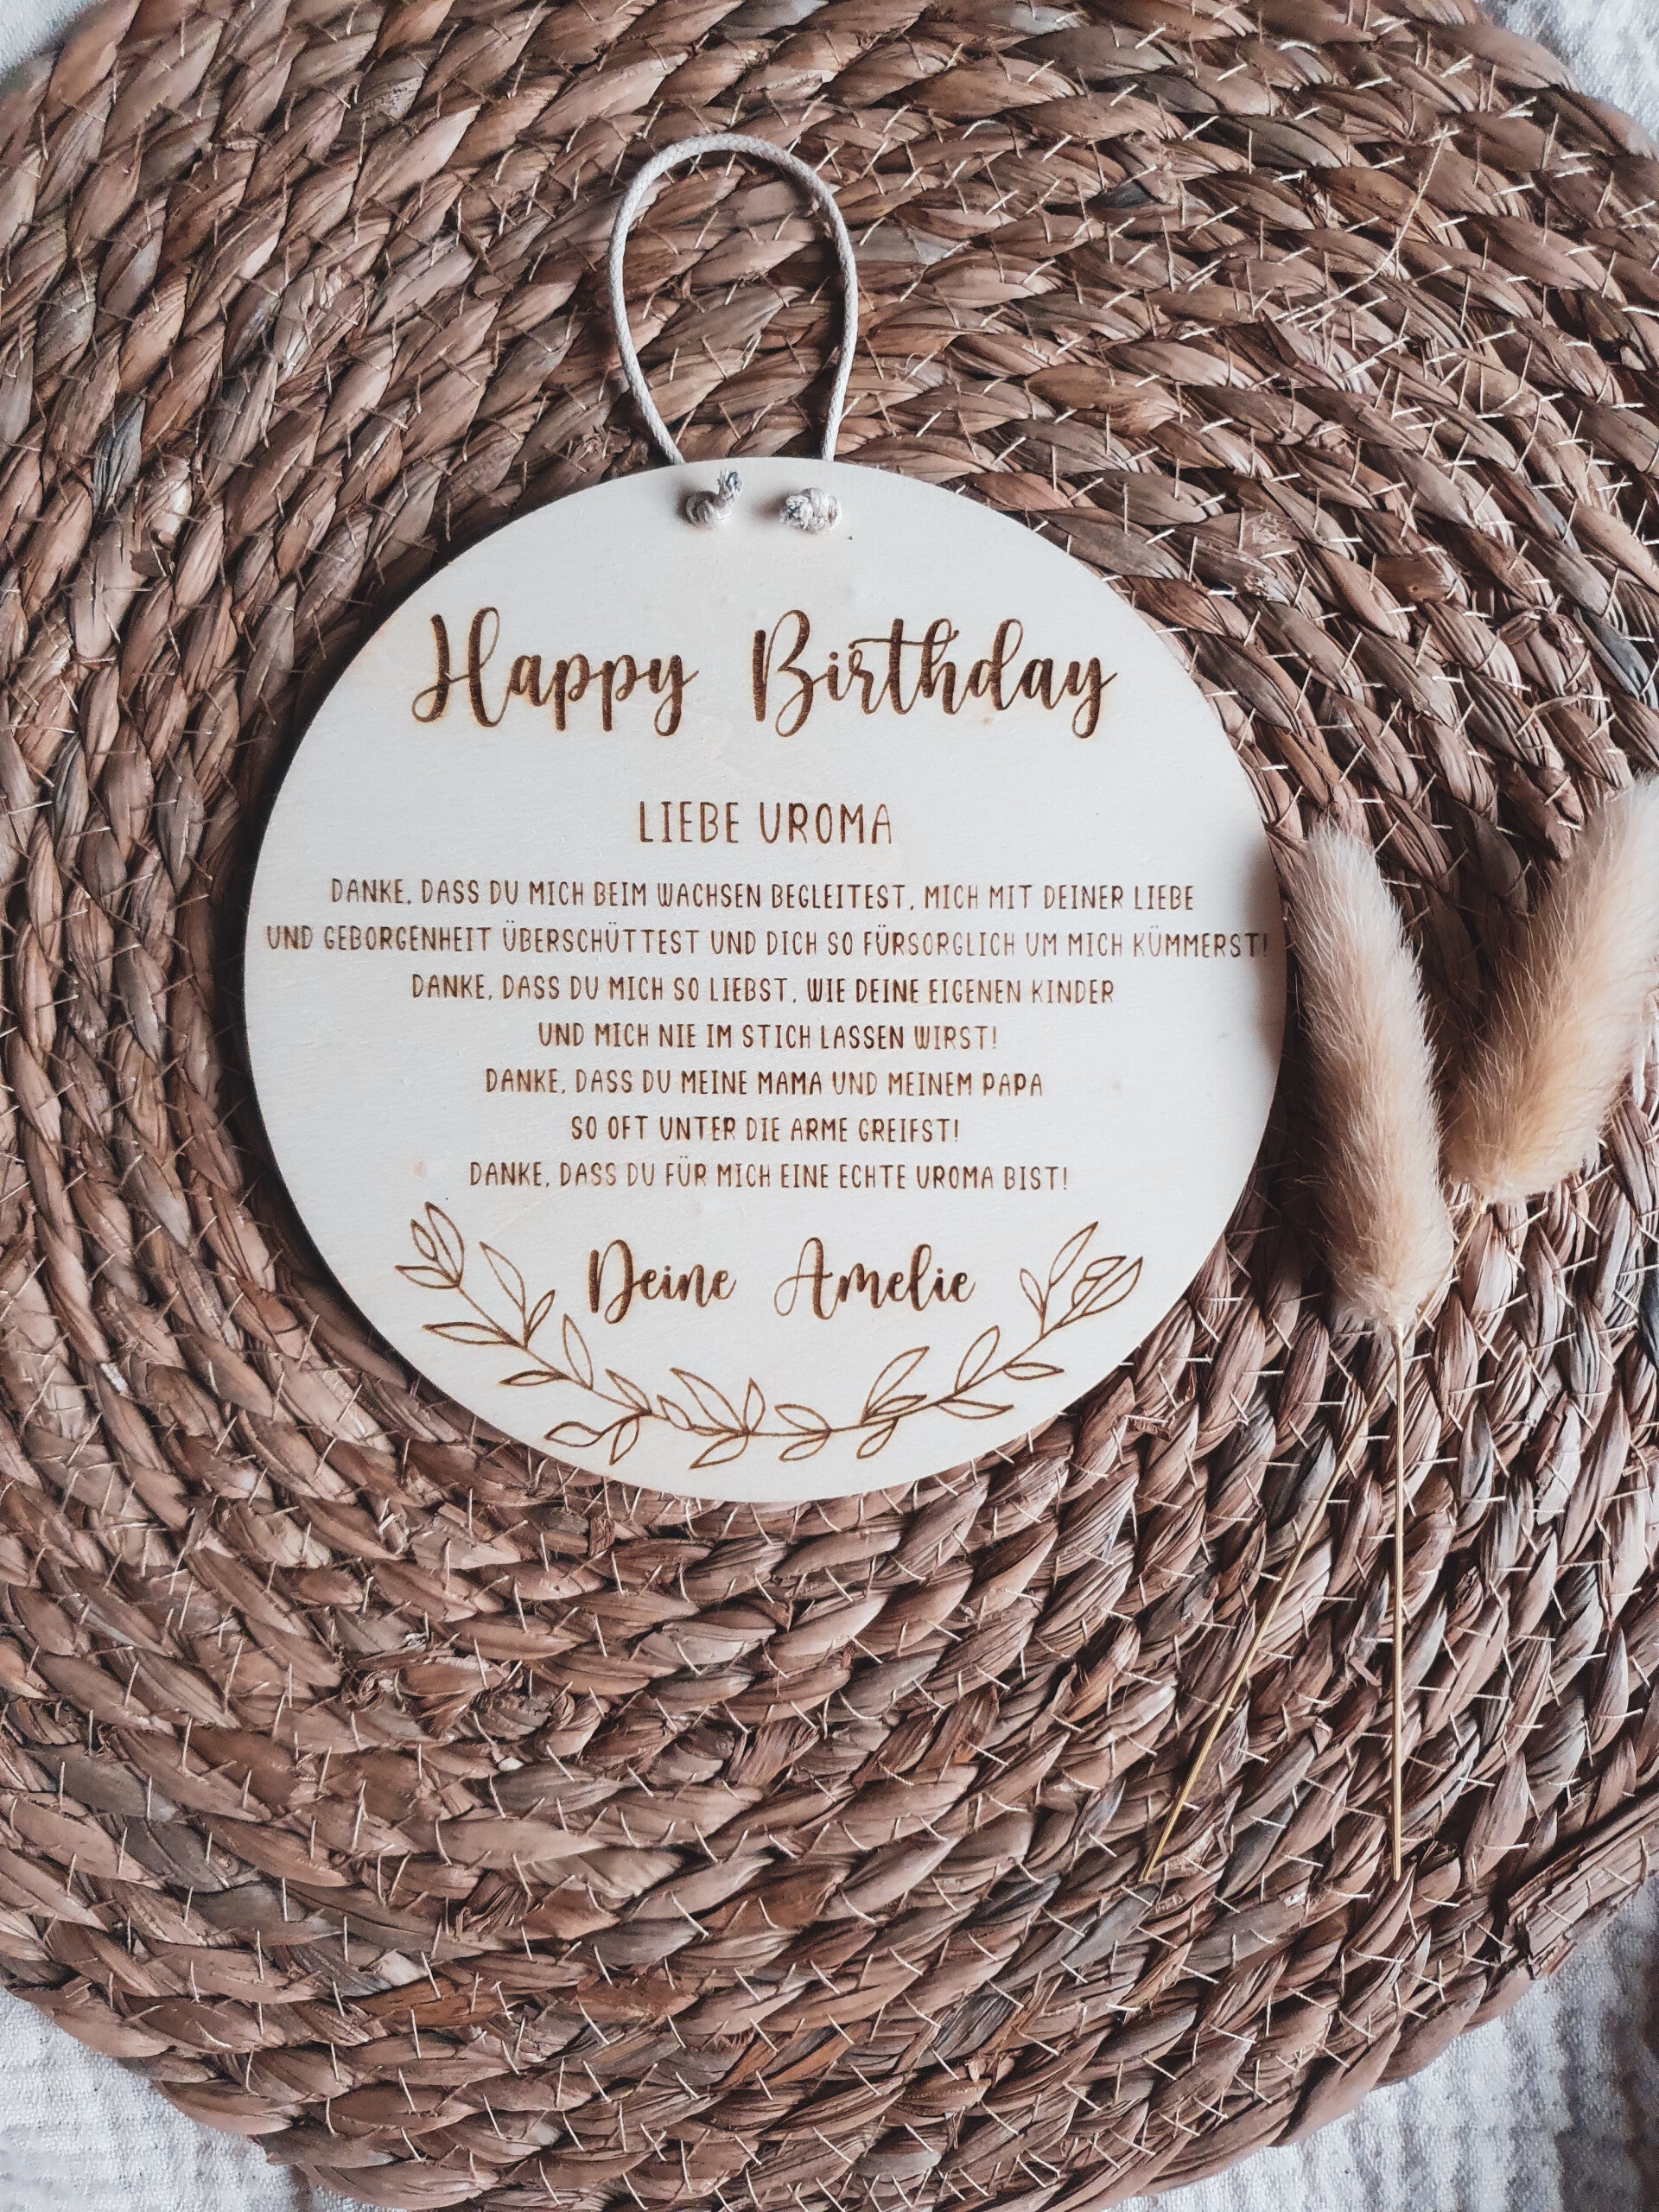 Happy Birthday
LIEBE UROMA
DANKE, DASS DU MICH BEIM WACHSEN BEGLEITEST, MICH MIT DEINER LIEBE
UND GEBORGENHEIT ÜBERSCHÜTTEST UND DICH SO FÜRSORGLICH UM MICH KÜMMERST!
DANKE, DASS DU MICH SO LIEBST, WIE DEINE EIGENEN KINDER
UND MICH NIE IM STICH LASSEN WIRST!
DANKE, DASS DU MEINE MAMA UND MEINEM PAPA
SO OFT UNTER DIE ARME GREIFST!
DANKE, DASS DU FÜR MICH EINE ECHTE UROMA BIST!
Deine Amelie